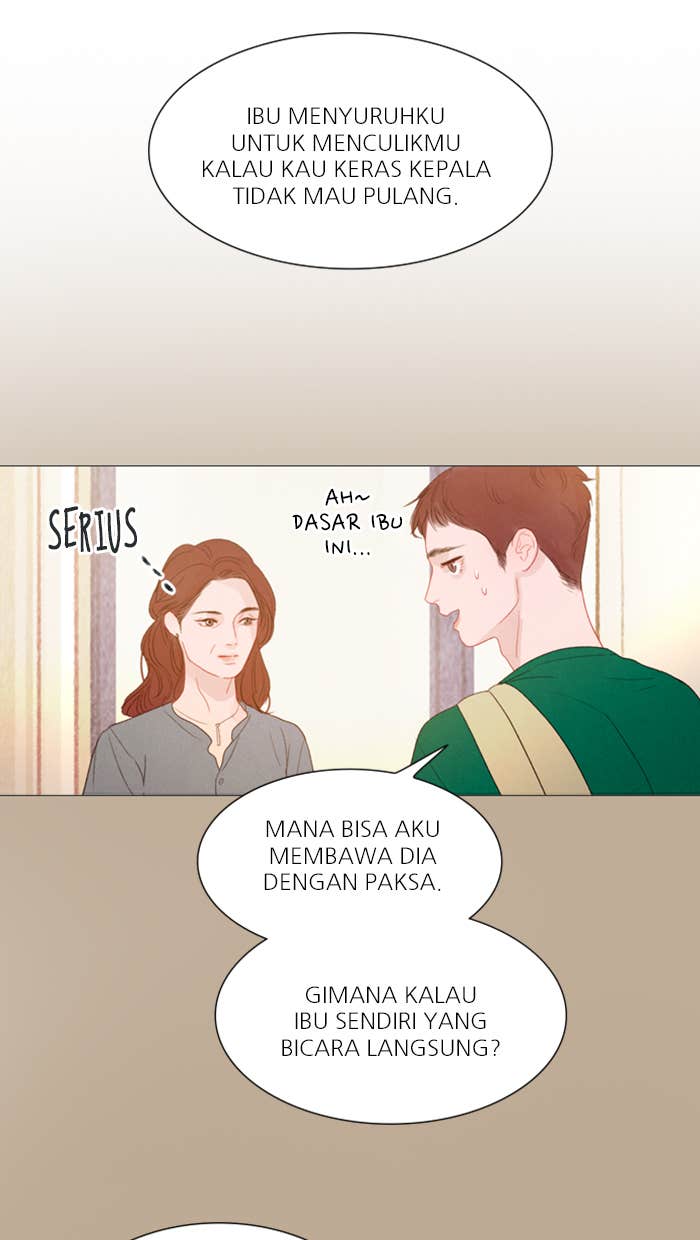 IBU MENYURUHKU
UNTUK MENCULIKMU
KALAU KAU KERAS KEPALA
TIDAK MAU PULANG.
SERIUS
AH~
DASAR IBU
INI...
MANA BISA AKU
MEMBAWA DIA
DENGAN PAKSA.
GIMANA KALAU
IBU SENDIRI YANG
BICARA LANGSUNG?